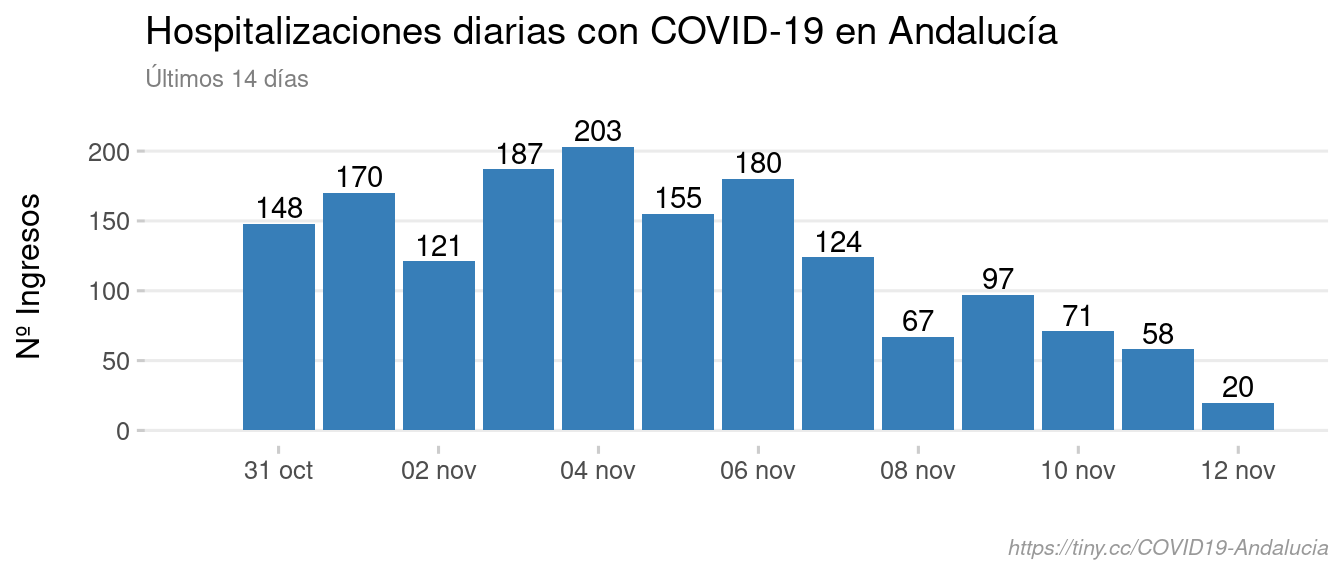 Hospitalizaciones diarias con COVID-19 en Andalucía
Últimos 14 días
Nº Ingresos
200
150
100
50
0
148
170
121
187
203
155
180
124
67
97
71
58
20
31 oct
02 nov
04 nov
06 nov
08 nov
10 nov
12 nov
https://tiny.cc/COVID19-Andalucia